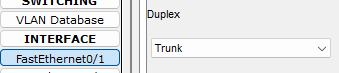 SWITCHING
Duplex
VLAN Database
INTERFACE
Trunk
FastEthernet0/1